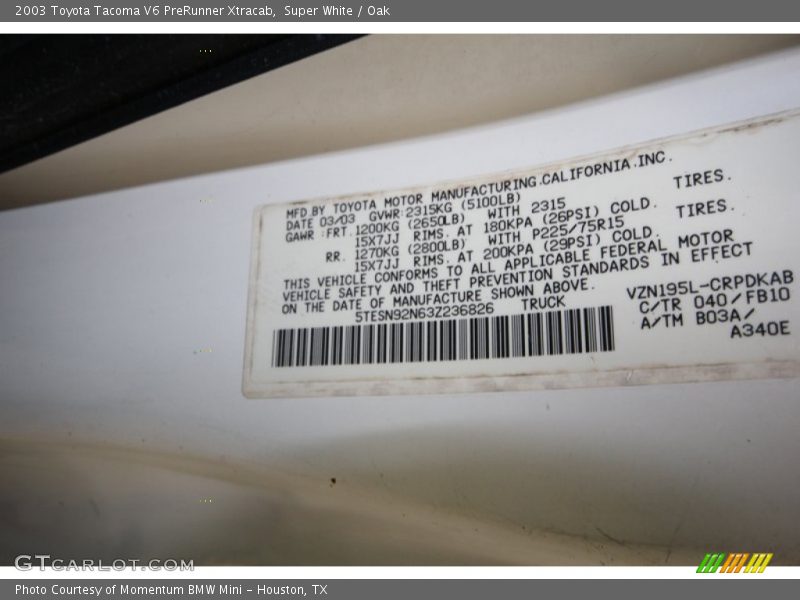 2003 Toyota Tacoma V6 PreRunner Xtracab,  Super White / Oak
MFD BY TOYOTA MOTOR MANUFACTURING.CALIFORNIA.INC.
DATE 03/03 GVWR:2315KG (5100LB)
GAWR :FRT.1200KG (2650LB) WITH 2315 TIRES.
15X7JJ RIMS. AT 180KPA (26PSI) COLD.
RR. 1270KG (2800LB) WITH P225/75R15 TIRES.
15X7JJ RIMS. AT 200KPA (29PSI) COLD.
THIS VEHICLE CONFORMS TO ALL APPLICABLE FEDERAL MOTOR
VEHICLE SAFETY AND THEFT PREVENTION STANDARDS IN EFFECT
ON THE DATE OF MANUFACTURE SHOWN ABOVE.
5TESN92N63Z236826 TRUCK
VZN195L-CRPDKAB
C/TR 040/FB10
A/TM B03A/
A340E
GTCARLOT.COM
Photo Courtesy of Momentum BMW Mini - Houston, TX